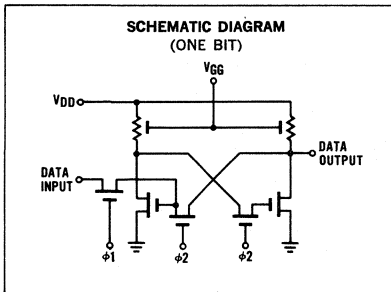 SCHEMATIC DIAGRAM
(ONE BIT)
VGG
VDD
DATA
OUTPUT
DATA
INPUT
φ1
φ2
φ2